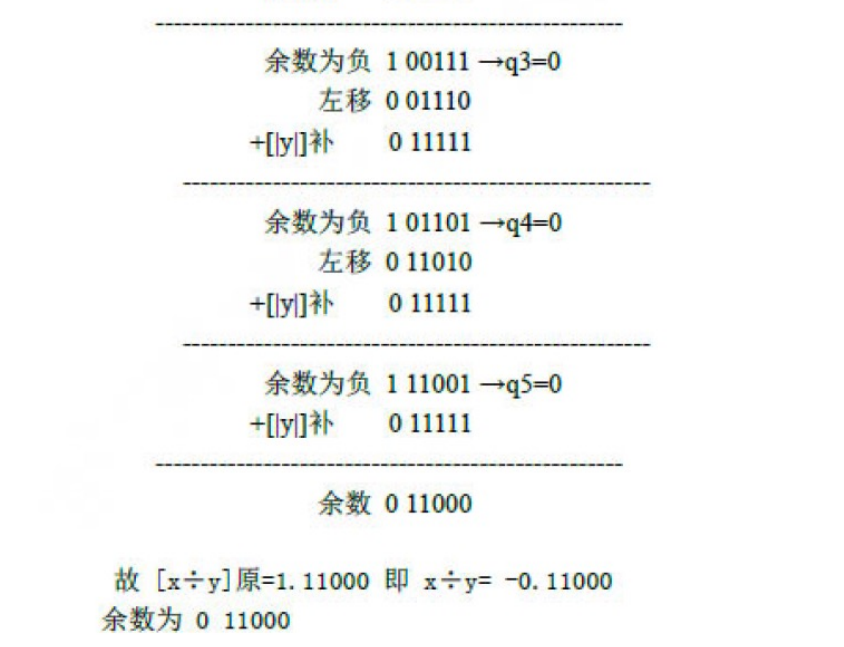 余数为负 1 00111 →q3=0
左移 0 01110
+[|y|]补 0 11111
余数为负 1 01101 →q4=0
左移 0 11010
+[|y|]补 0 11111
余数为负 1 11001 →q5=0
+[|y|]补 0 11111
余数 0 11000
故 [x÷y]原=1.11000 即 x÷y= -0.11000
余数为 0 11000